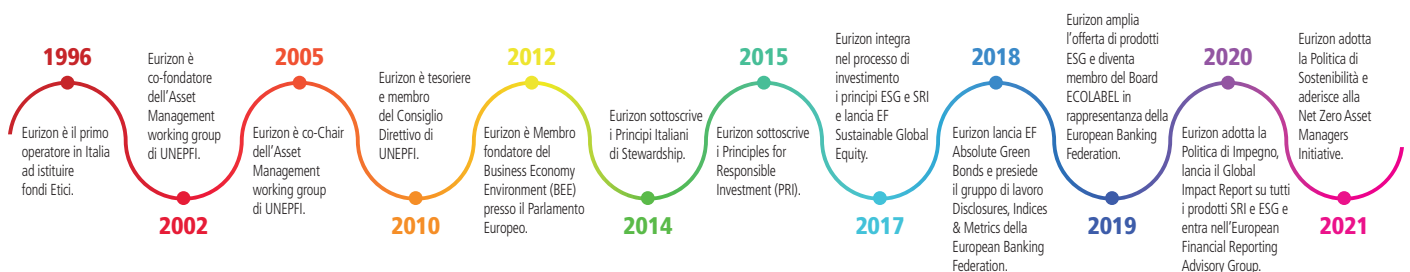 1996
Eurizon è il primo
operatore in Italia
ad istituire
fondi Etici.
Eurizon è
co-fondatore
dell'Asset
Management
working group
di UNEPFI.
2002
2005
Eurizon è co-Chair
dell'Asset
Management
working group
di UNEPFI.
Eurizon è tesoriere
e membro
del Consiglio
Direttivo di
UNEPFI.
2010
2012
Eurizon è Membro
fondatore del
Business Economy
Environment (BEE)
presso il Parlamento
Europeo.
Eurizon sottoscrive
i Principi Italiani
di Stewardship.
2014
2015
Eurizon sottoscrive
i Principles for
Responsible
Investment (PRI).
Eurizon integra
nel processo di
investimento
i principi ESG e SRI
e lancia EF
Sustainable Global
Equity.
2017
2018
Eurizon lancia EF
Absolute Green
Bonds e presiede
il gruppo di lavoro
Disclosures, Indices
& Metrics della
European Banking
Federation.
Eurizon amplia
l'offerta di prodotti
ESG e diventa
membro del Board
ECOLABEL in
rappresentanza della
European Banking
Federation.
2019
2020
Eurizon adotta la
Politica di Impegno,
lancia il Global
Impact Report su tutti
i prodotti SRI e ESG e
entra nell'European
Financial Reporting
Advisory Group.
Eurizon adotta
la Politica di
Sostenibilità e
aderisce alla
Net Zero Asset
Managers
Initiative.
2021